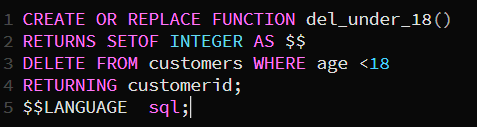 1 CREATE OR REPLACE FUNCTION del_under_18()
2 RETURNS SETOF INTEGER AS $$
3 DELETE FROM customers WHERE age <18
4 RETURNING customerid;
5 $$LANGUAGE  sql;